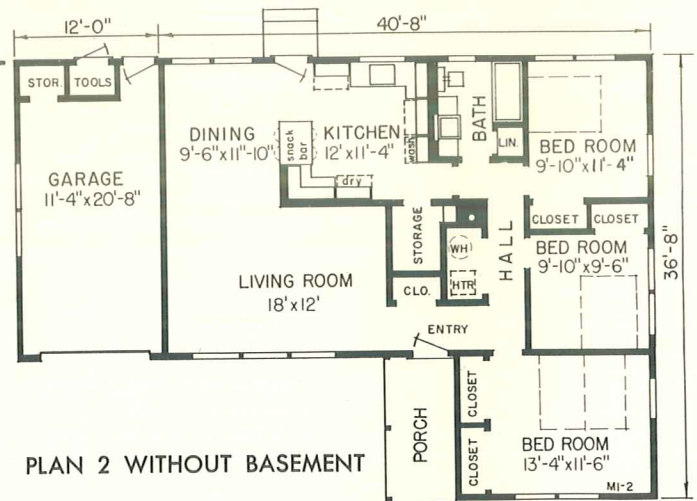 12'-0"
40'-8"
STOR.
TOOLS
GARAGE
11'-4"x20'-8"
DINING
9'-6"x11'-10"
snack
bar
KITCHEN
12'x11'-4"
dry
wash
BATH
LIN.
BED ROOM
9'-10"x11'-4"
CLOSET
CLOSET
BED ROOM
9'-10"x9'-6"
36'-8"
HALL
STORAGE
WH
HTR
LIVING ROOM
18'x12'
CLO.
ENTRY
PORCH
CLOSET
CLOSET
BED ROOM
13'-4"x11'-6"
M1-2
PLAN 2 WITHOUT BASEMENT